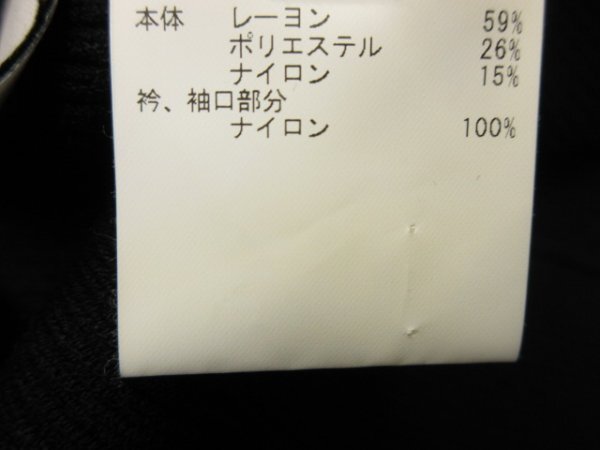 本体 レーヨン 59%
ポリエステル 26%
ナイロン 15%
衿、袖口部分
ナイロン 100%